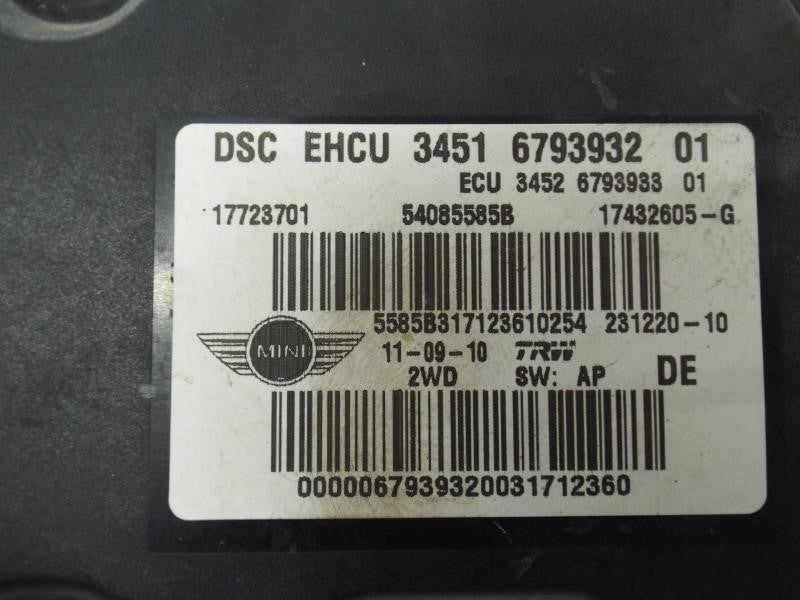 DSC EHCU 3451 6793932 01
ECU 3452 6793933 01
17723701 54085585B 17432605-G
5585B317123610254 231220-10
MINI 11-09-10 TRW
2WD SW: AP DE
0000067939320031712360